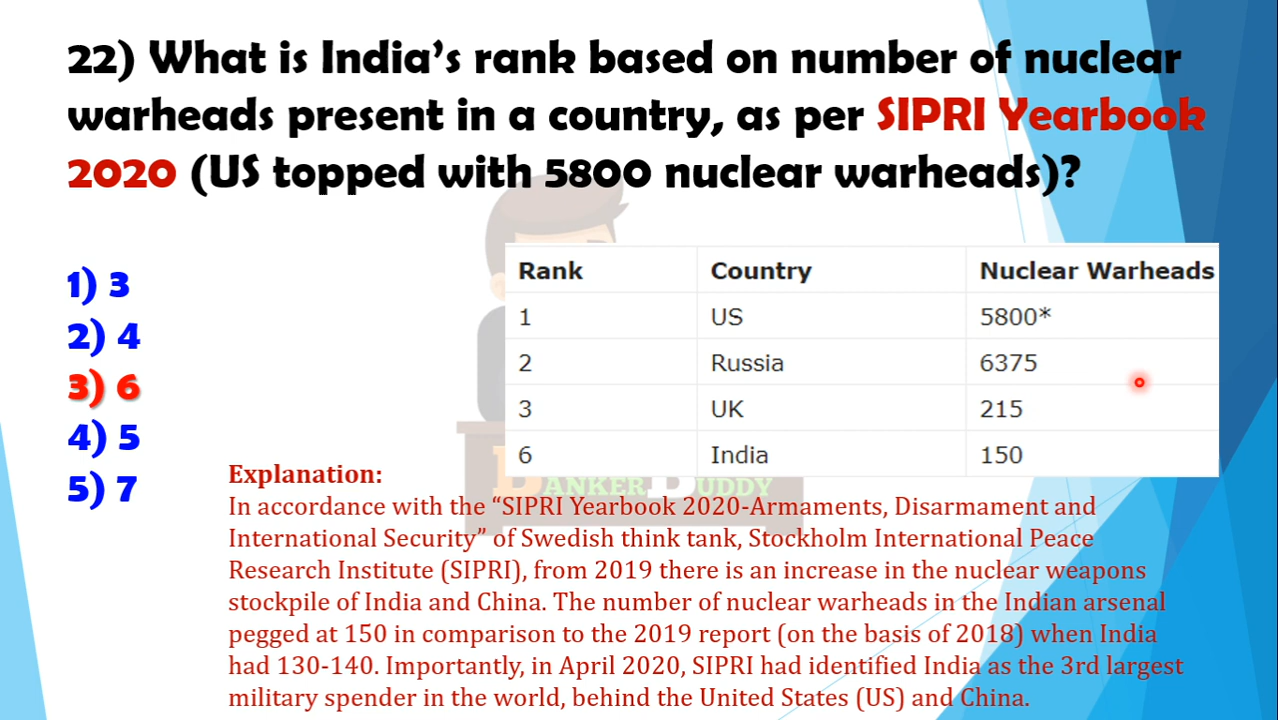 22) What is India's rank based on number of nuclear
warheads present in a country, as per SIPRI Yearbook
2020 (US topped with 5800 nuclear warheads)?
1) 3
2) 4
3) 6
4) 5
5) 7
Rank Country Nuclear Warheads
1 US 5800*
2 Russia 6375
3 UK 215
6 India 150
BANKER BUDDY
Explanation:
In accordance with the “SIPRI Yearbook 2020-Armaments, Disarmament and
International Security” of Swedish think tank, Stockholm International Peace
Research Institute (SIPRI), from 2019 there is an increase in the nuclear weapons
stockpile of India and China. The number of nuclear warheads in the Indian arsenal
pegged at 150 in comparison to the 2019 report (on the basis of 2018) when India
had 130-140. Importantly, in April 2020, SIPRI had identified India as the 3rd largest
military spender in the world, behind the United States (US) and China.